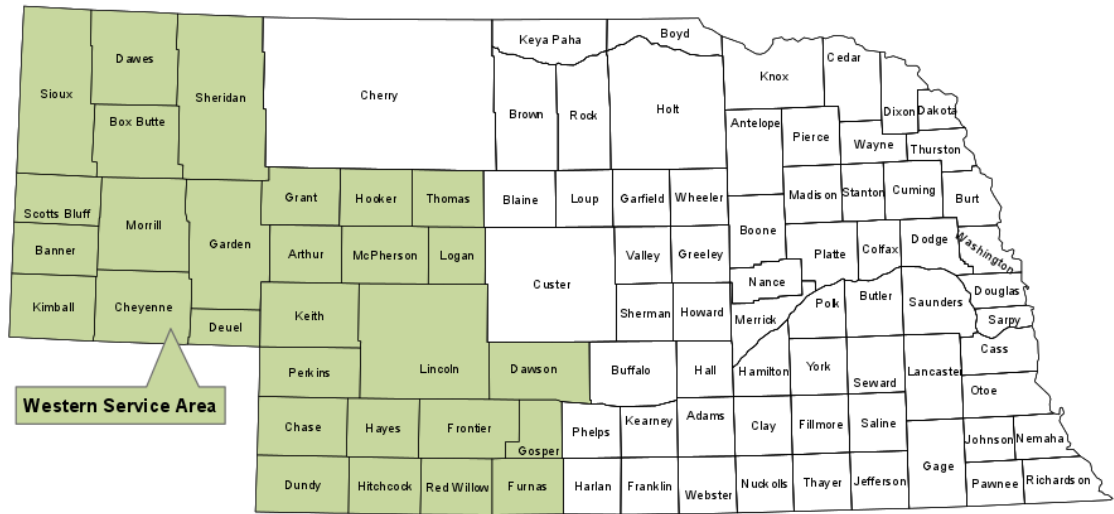 Keya Paha
Boyd
Dawes
Sioux
Sheridan
Cherry
Box Butte
Brown
Rock
Holt
Knox
Cedar
Dixon
Dakota
Antelope
Pierce
Wayne
Thurston
Scotts Bluff
Morrill
Garden
Grant
Hooker
Thomas
Blaine
Loup
Garfield
Wheeler
Madison
Stanton
Cuming
Burt
Banner
Arthur
McPherson
Logan
Custer
Valley
Greeley
Boone
Platte
Colfax
Dodge
Washington
Kimball
Cheyenne
Deuel
Keith
Sherman
Howard
Nance
Merrick
Polk
Butler
Saunders
Douglas
Sarpy
Perkins
Lincoln
Dawson
Buffalo
Hall
Hamilton
York
Seward
Lancaster
Cass
Otoe
Western Service Area
Chase
Hayes
Frontier
Gosper
Phelps
Kearney
Adams
Clay
Fillmore
Saline
Gage
Johnson
Nemaha
Dundy
Hitchcock
Red Willow
Furnas
Harlan
Franklin
Webster
Nuckolls
Thayer
Jefferson
Pawnee
Richardson